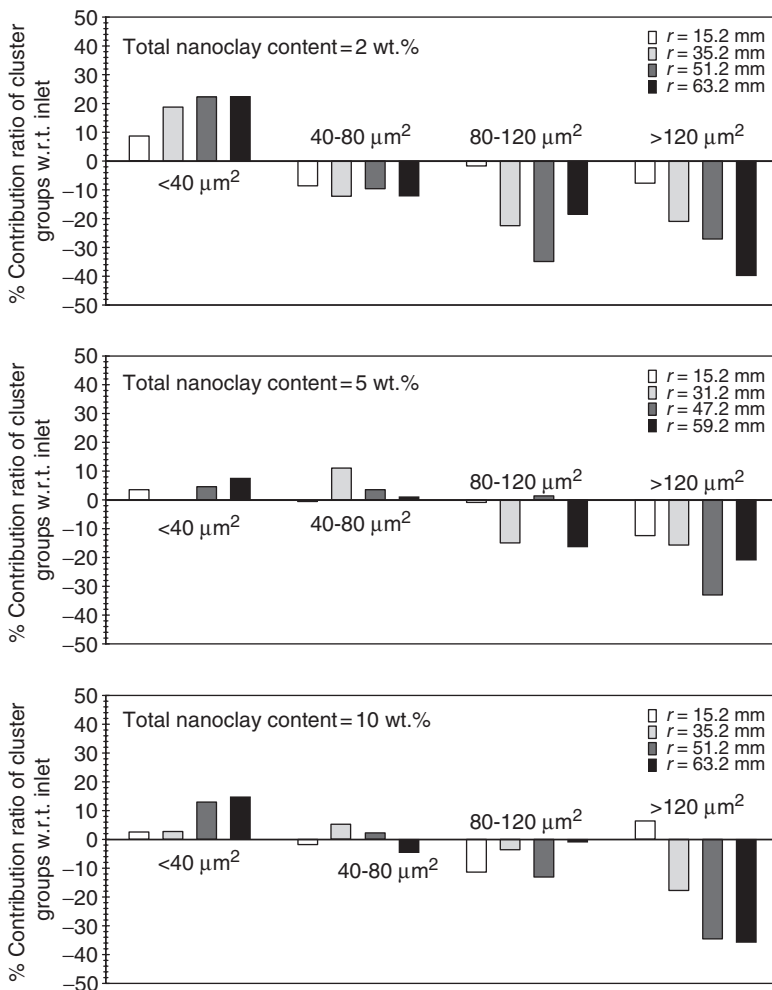 % Contribution ratio of cluster
groups w.r.t. inlet
50
40
30
20
10
0
–10
–20
–30
–40
–50
Total nanoclay content = 2 wt.%
r = 15.2 mm
r = 35.2 mm
r = 51.2 mm
r = 63.2 mm
<40 μm²
40-80 μm²
80-120 μm²
>120 μm²
% Contribution ratio of cluster
groups w.r.t. inlet
50
40
30
20
10
0
–10
–20
–30
–40
–50
Total nanoclay content = 5 wt.%
r = 15.2 mm
r = 31.2 mm
r = 47.2 mm
r = 59.2 mm
<40 μm²
40-80 μm²
80-120 μm²
>120 μm²
% Contribution ratio of cluster
groups w.r.t. inlet
50
40
30
20
10
0
–10
–20
–30
–40
–50
Total nanoclay content = 10 wt.%
r = 15.2 mm
r = 35.2 mm
r = 51.2 mm
r = 63.2 mm
<40 μm²
40-80 μm²
80-120 μm²
>120 μm²